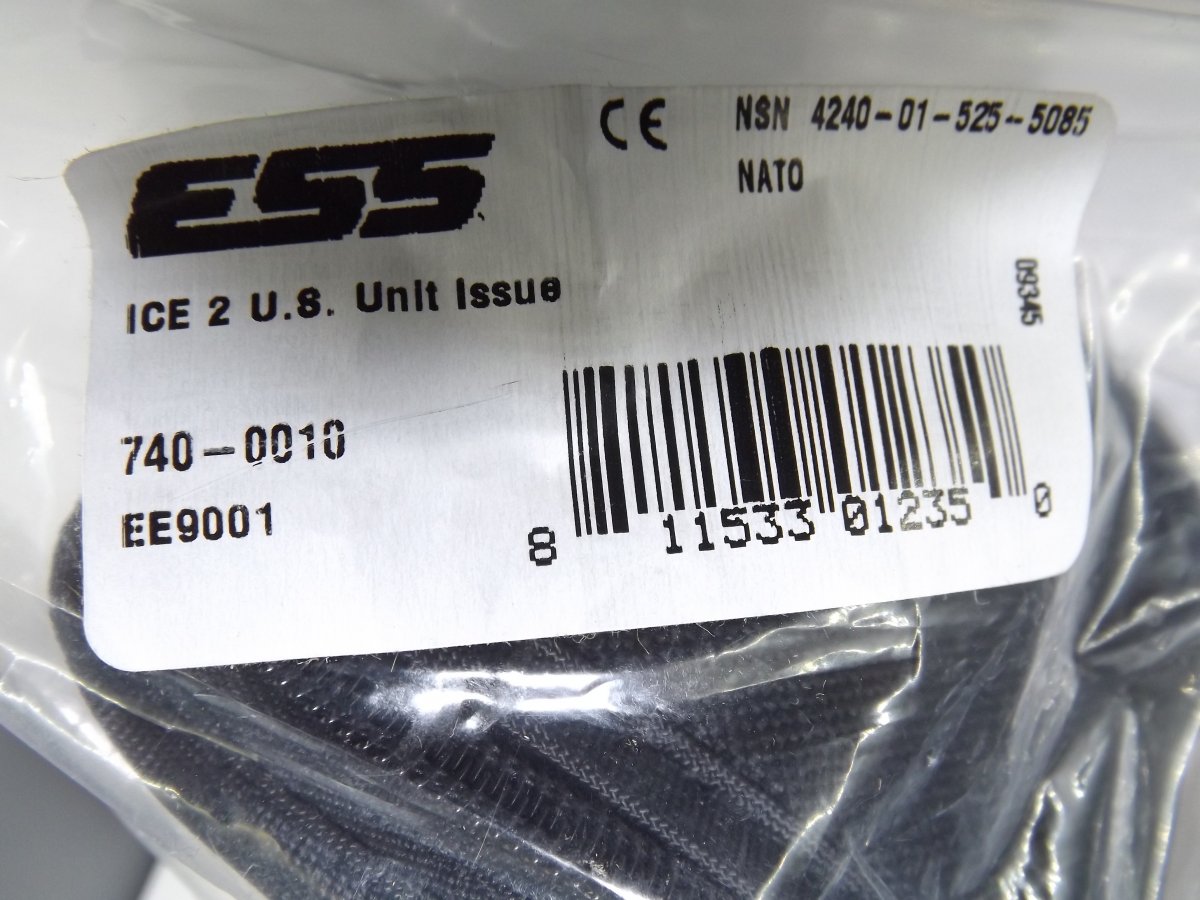 ESS
CE
NSN 4240-01-525-5085
NATO
ICE 2 U.S. Unit Issue
09345
740-0010
EE9001
8 11533 01235 0